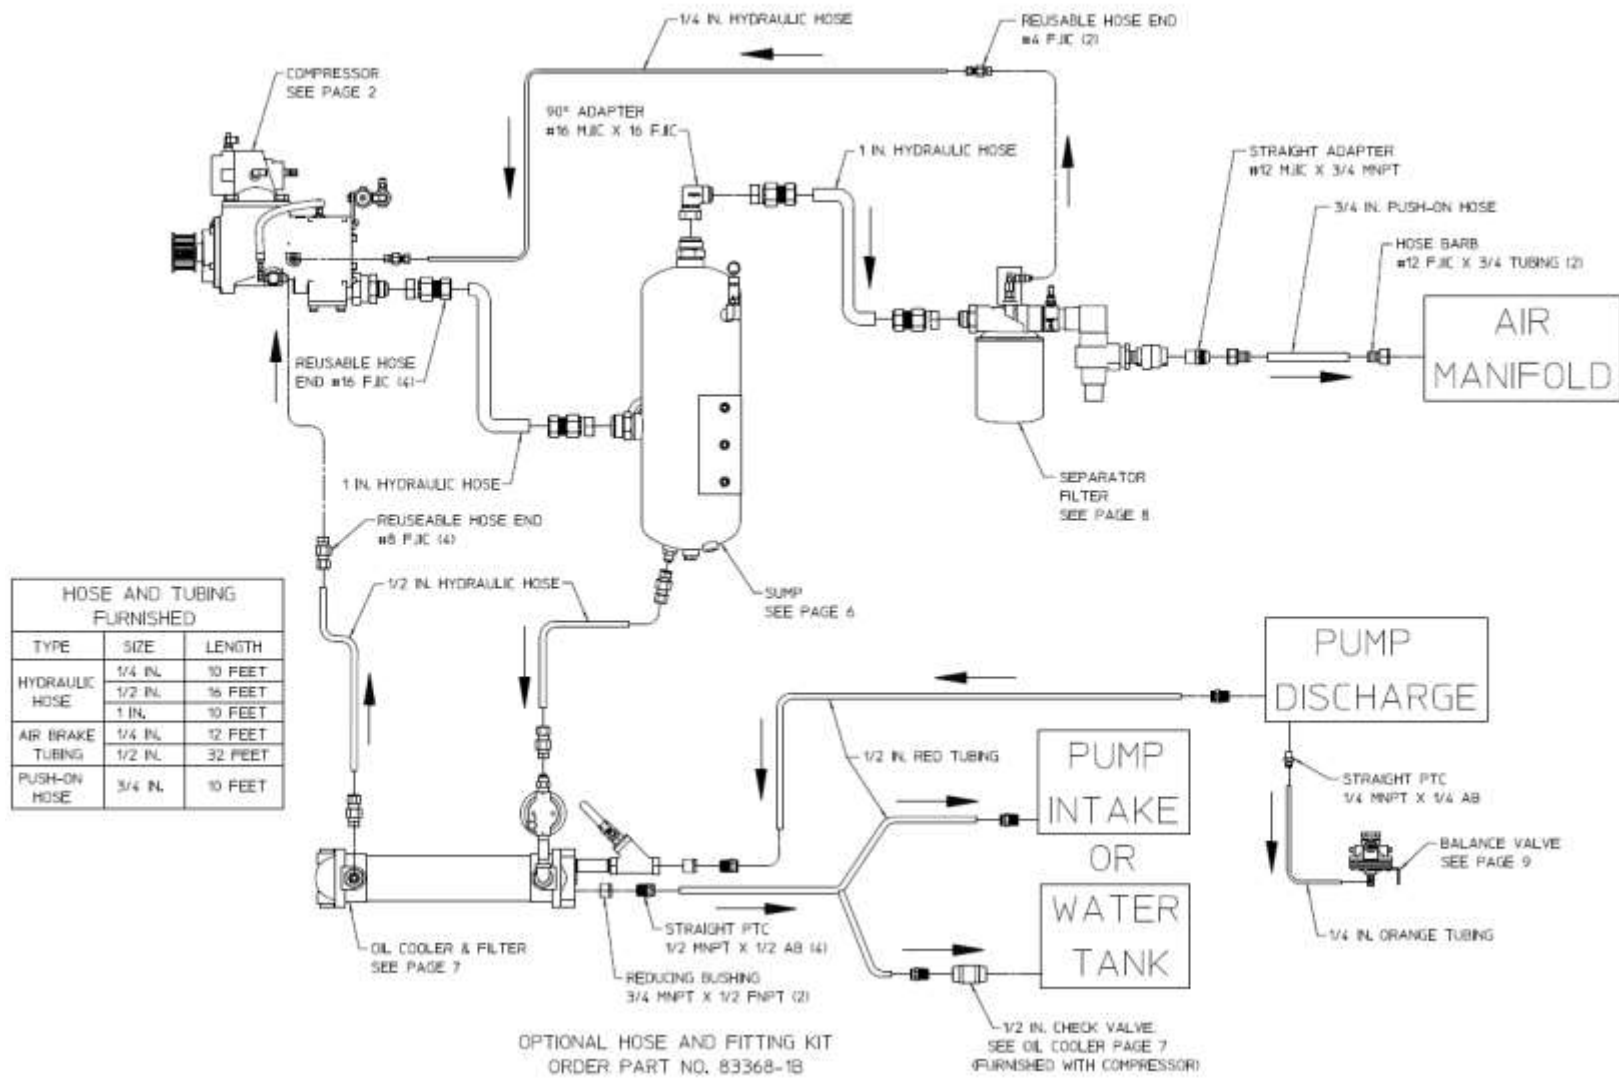 1/4 IN. HYDRAULIC HOSE
REUSABLE HOSE END
#4 FJIC (2)
COMPRESSOR
SEE PAGE 2
90° ADAPTER
#16 MJIC X 16 FJIC
1 IN. HYDRAULIC HOSE
STRAIGHT ADAPTER
#12 MJIC X 3/4 MNPT
3/4 IN. PUSH-ON HOSE
HOSE BARB
#12 FJIC X 3/4 TUBING (2)
AIR
MANIFOLD
REUSABLE HOSE
END #16 FJIC (4)
1 IN. HYDRAULIC HOSE
SEPARATOR
FILTER
SEE PAGE 8
REUSEABLE HOSE END
#8 FJIC (4)
1/2 IN. HYDRAULIC HOSE
SUMP
SEE PAGE 6
HOSE AND TUBING
FURNISHED
TYPE SIZE LENGTH
HYDRAULIC
HOSE
1/4 IN. 10 FEET
1/2 IN. 16 FEET
1 IN. 10 FEET
AIR BRAKE
TUBING
1/4 IN. 12 FEET
1/2 IN. 32 FEET
PUSH-ON
HOSE
3/4 IN. 10 FEET
PUMP
DISCHARGE
1/2 IN. RED TUBING
PUMP
INTAKE
OR
WATER
TANK
STRAIGHT PTC
1/4 MNPT X 1/4 AB
BALANCE VALVE
SEE PAGE 9
1/4 IN. ORANGE TUBING
OIL COOLER & FILTER
SEE PAGE 7
STRAIGHT PTC
1/2 MNPT X 1/2 AB (4)
REDUCING BUSHING
3/4 MNPT X 1/2 FNPT (2)
1/2 IN. CHECK VALVE
SEE OIL COOLER PAGE 7
(FURNISHED WITH COMPRESSOR)
OPTIONAL HOSE AND FITTING KIT
ORDER PART NO. 83368-1B